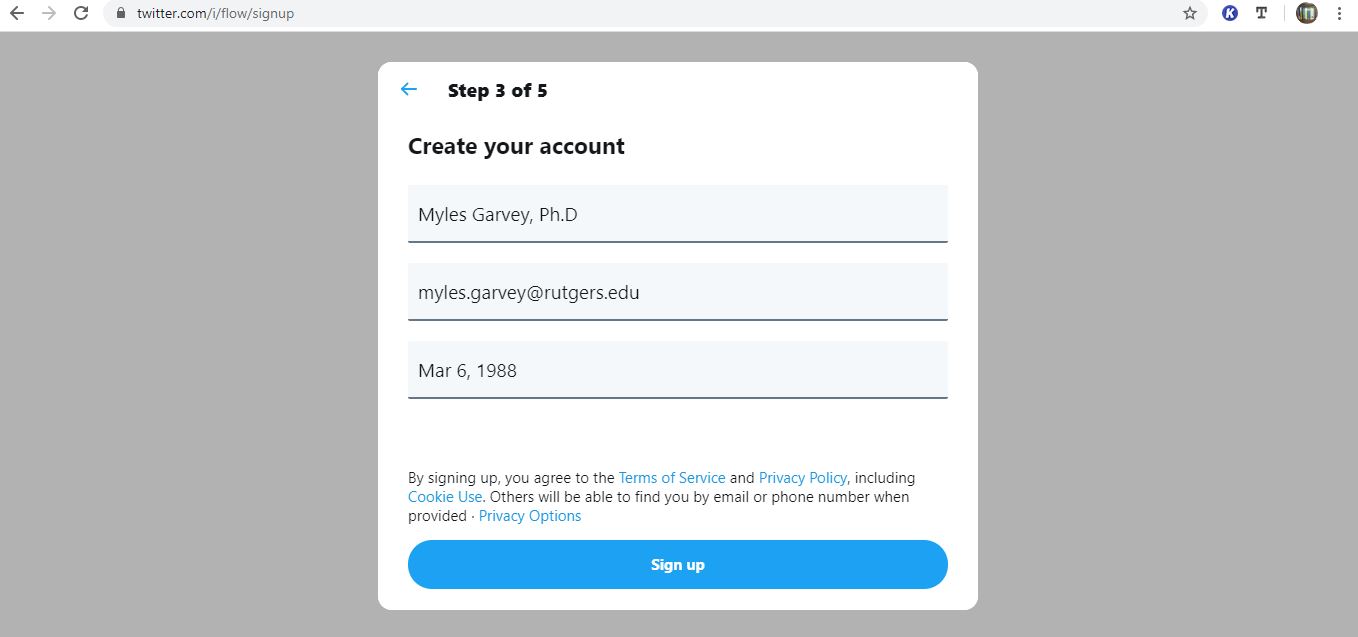 twitter.com/i/flow/signup
K
T
Step 3 of 5
Create your account
Myles Garvey, Ph.D
myles.garvey@rutgers.edu
Mar 6, 1988
By signing up, you agree to the Terms of Service and Privacy Policy, including
Cookie Use. Others will be able to find you by email or phone number when
provided · Privacy Options
Sign up